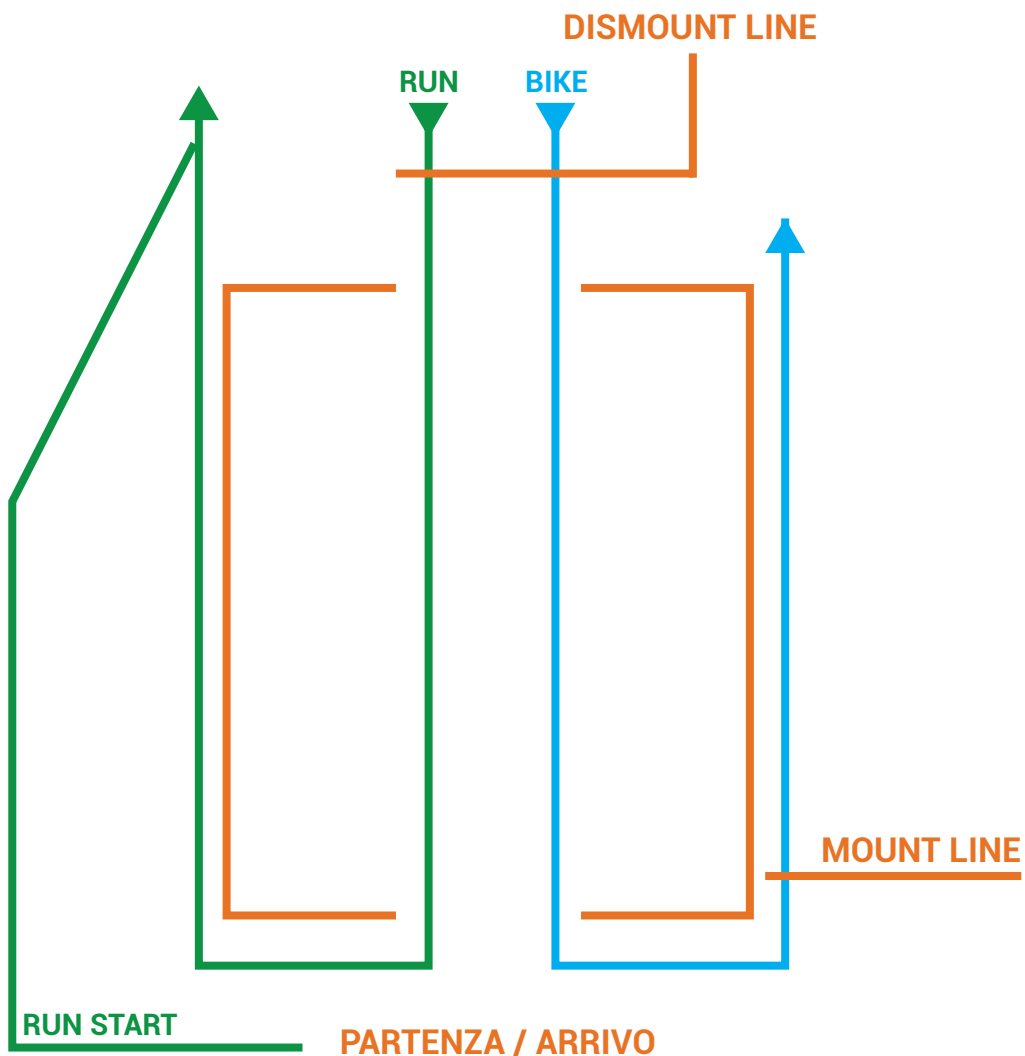 DISMOUNT LINE
RUN
BIKE
MOUNT LINE
RUN START
PARTENZA / ARRIVO